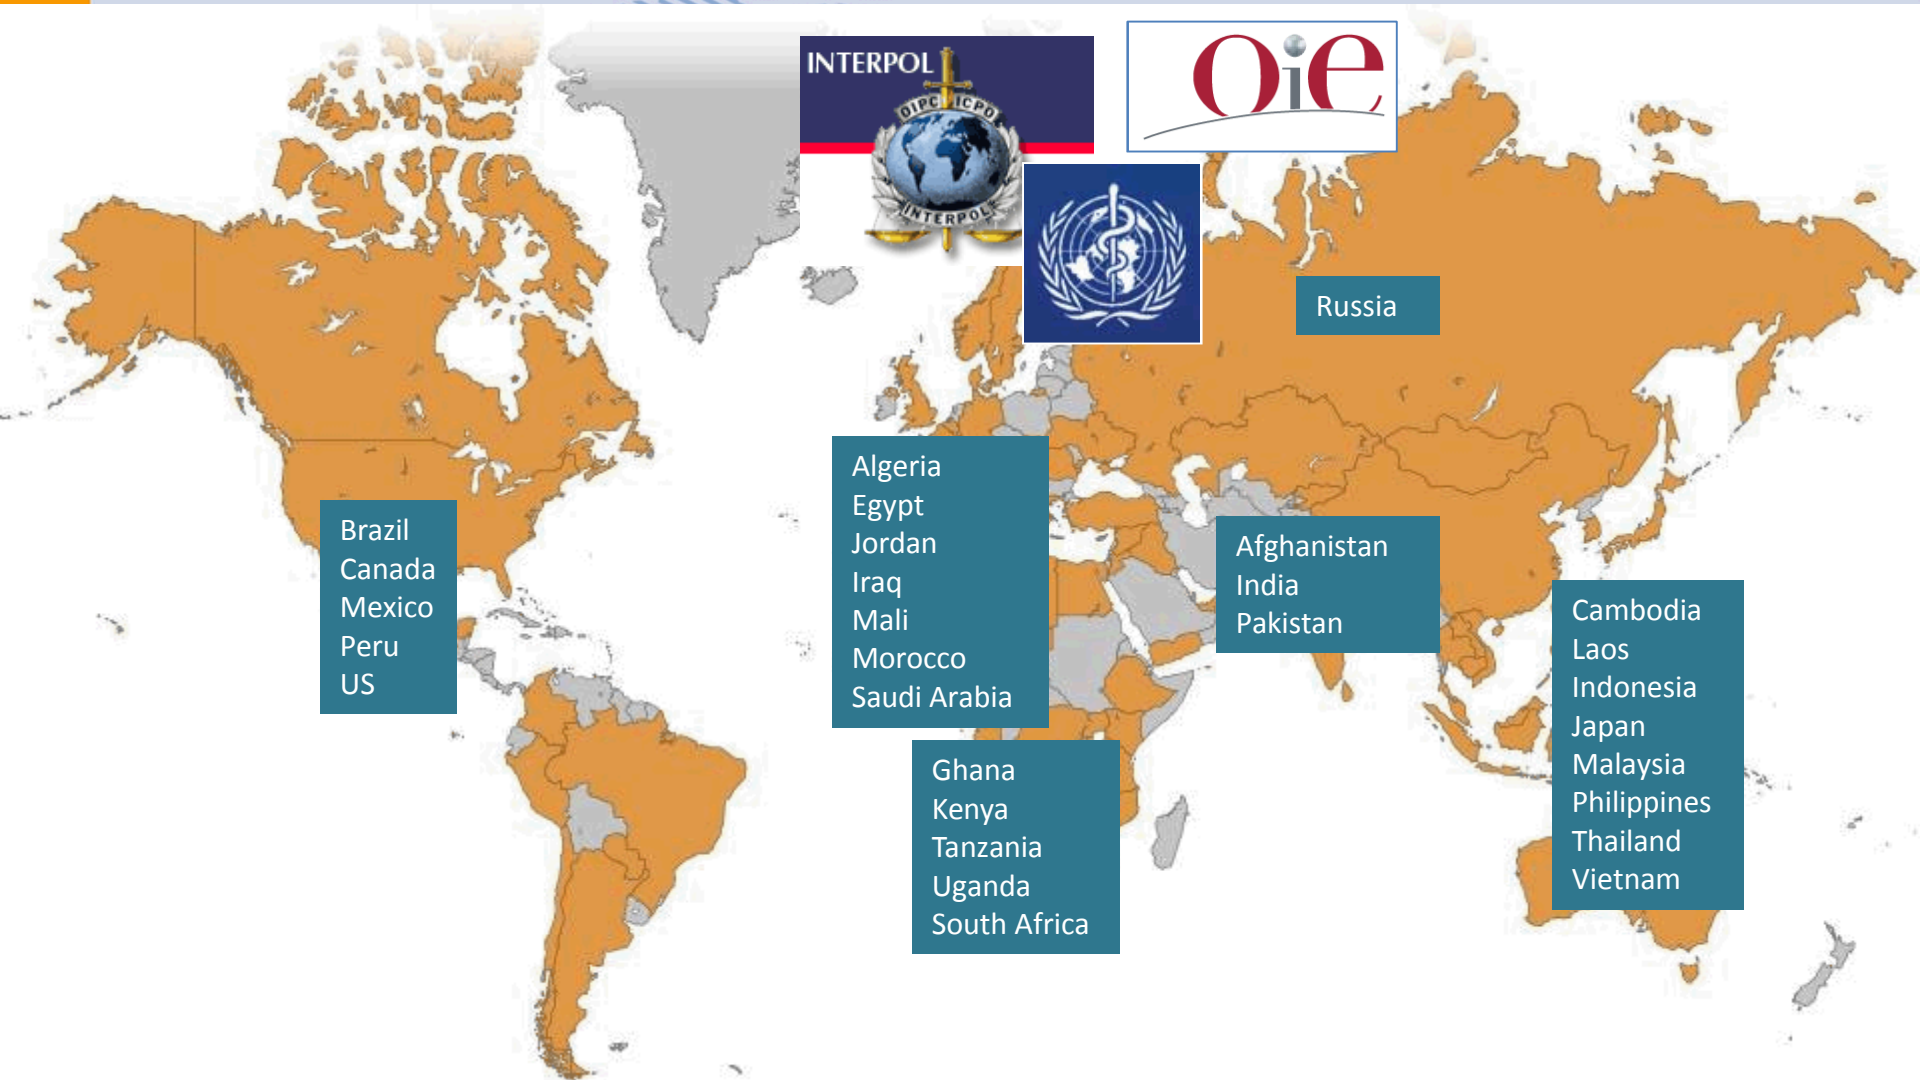 INTERPOL
OIPC ICPO
INTERPOL
OiE
Russia
Brazil
Canada
Mexico
Peru
US
Algeria
Egypt
Jordan
Iraq
Mali
Morocco
Saudi Arabia
Afghanistan
India
Pakistan
Cambodia
Laos
Indonesia
Japan
Malaysia
Philippines
Thailand
Vietnam
Ghana
Kenya
Tanzania
Uganda
South Africa